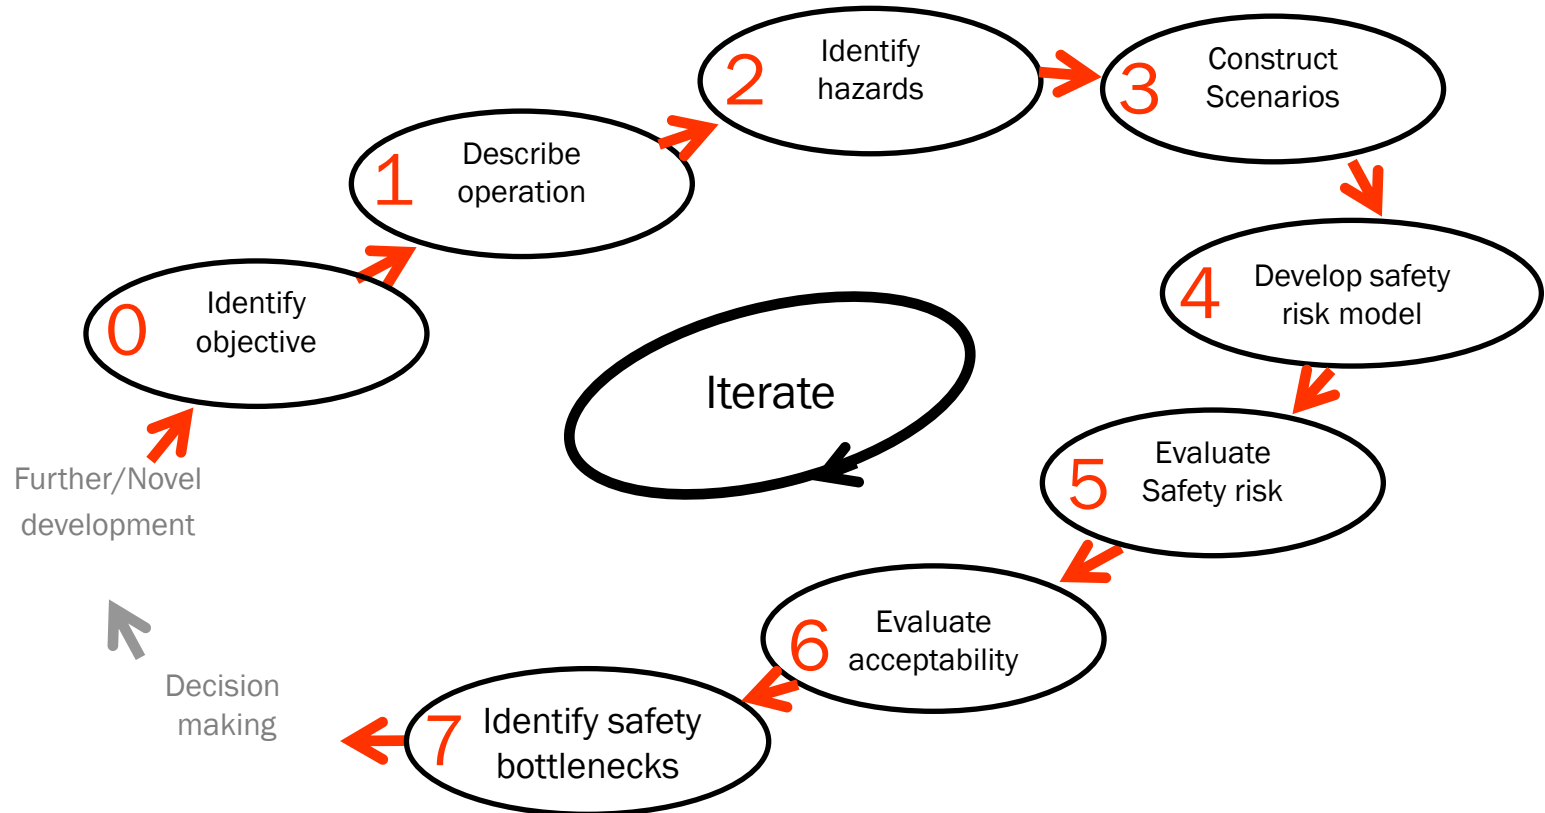 0
Identify
objective
1
Describe
operation
2
Identify
hazards
3
Construct
Scenarios
4
Develop safety
risk model
5
Evaluate
Safety risk
6
Evaluate
acceptability
7
Identify safety
bottlenecks
Decision
making
Further/Novel
development
Iterate